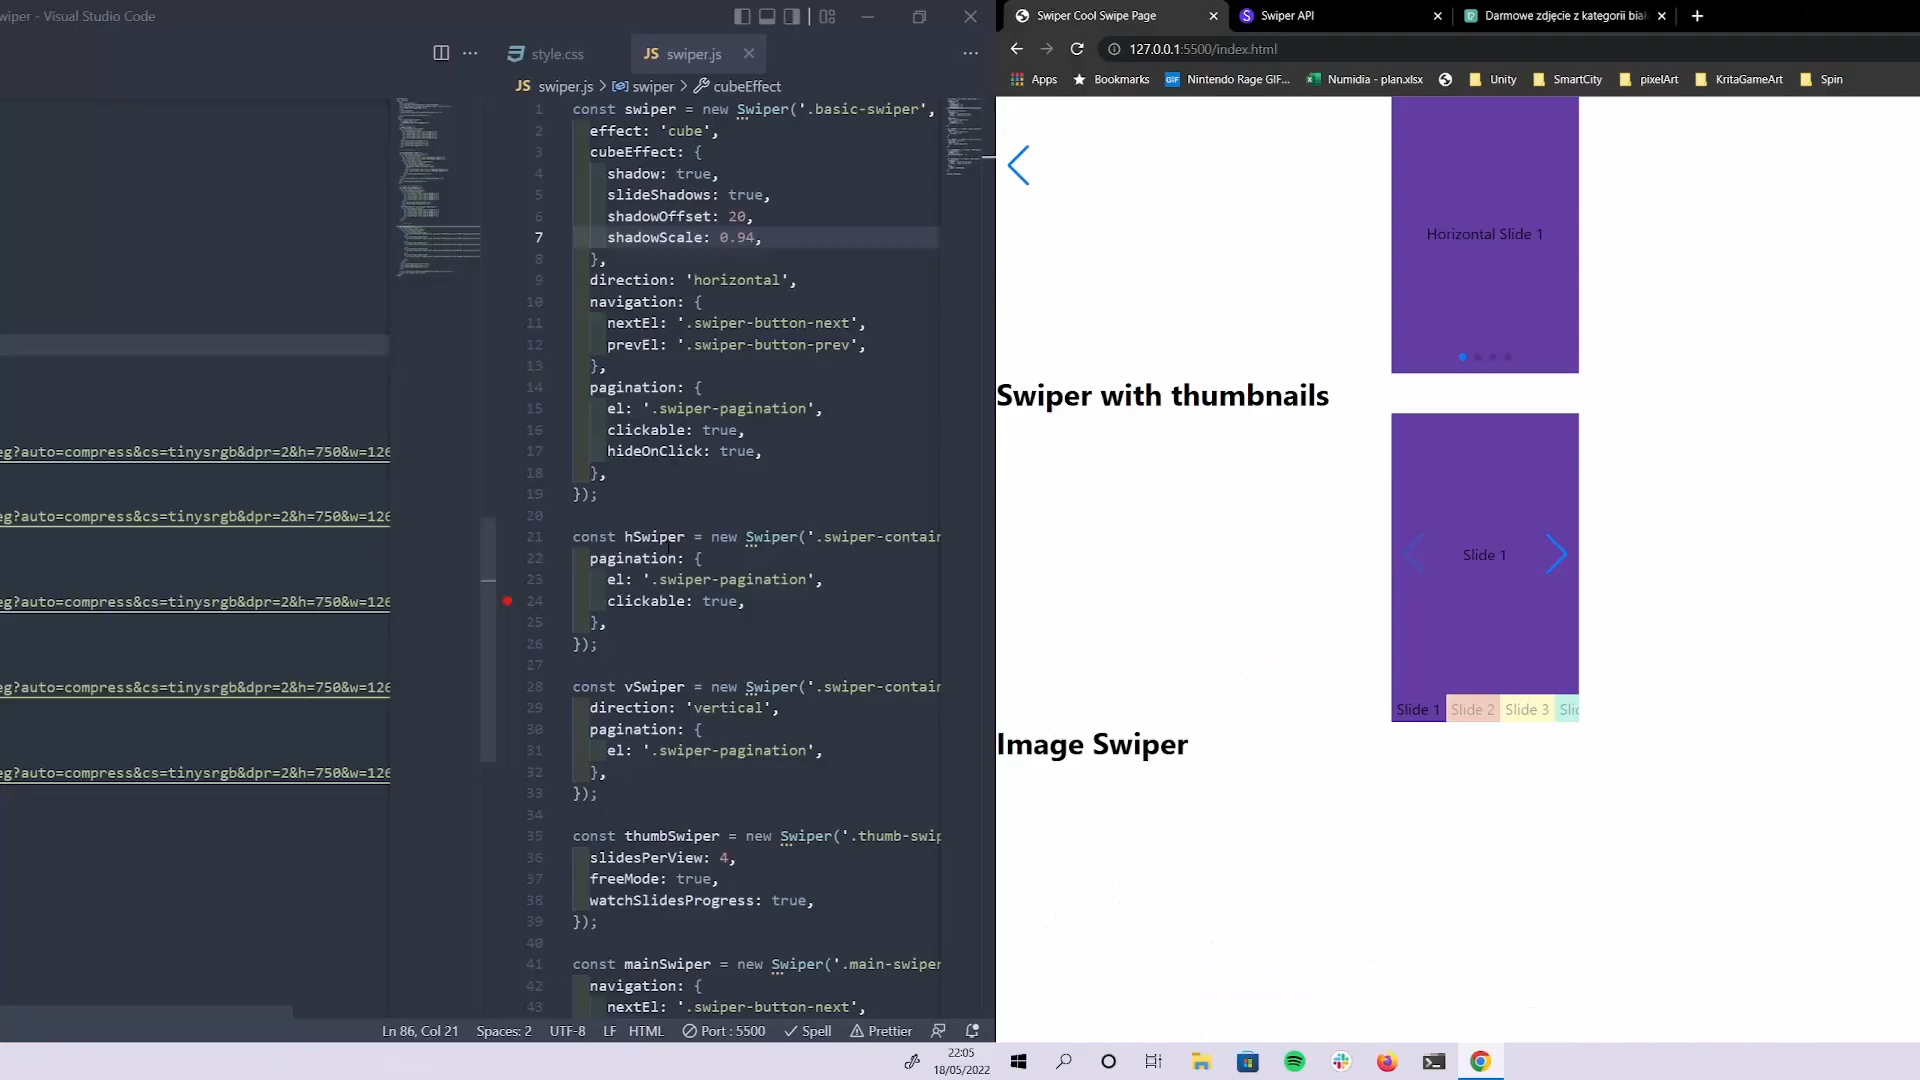 wiper - Visual Studio Code
style.css
JS swiper.js
JS swiper.js > swiper > cubeEffect
1 const swiper = new Swiper('.basic-swiper',
2 effect: 'cube',
3 cubeEffect: {
4 shadow: true,
5 slideShadows: true,
6 shadowOffset: 20,
7 shadowScale: 0.94,
8 },
9 direction: 'horizontal',
10 navigation: {
11 nextEl: '.swiper-button-next',
12 prevEl: '.swiper-button-prev',
13 },
14 pagination: {
15 el: '.swiper-pagination',
16 clickable: true,
17 hideOnClick: true,
18 },
19 });
20
21 const hSwiper = new Swiper('.swiper-contain
22 pagination: {
23 el: '.swiper-pagination',
24 clickable: true,
25 },
26 });
27
28 const vSwiper = new Swiper('.swiper-contain
29 direction: 'vertical',
30 pagination: {
31 el: '.swiper-pagination',
32 },
33 });
34
35 const thumbSwiper = new Swiper('.thumb-swip
36 slidesPerView: 4,
37 freeMode: true,
38 watchSlidesProgress: true,
39 });
40
41 const mainSwiper = new Swiper('.main-swiper
42 navigation: {
43 nextEl: '.swiper-button-next',
eg?auto=compress&cs=tinysrgb&dpr=2&h=750&w=126
eg?auto=compress&cs=tinysrgb&dpr=2&h=750&w=126
eg?auto=compress&cs=tinysrgb&dpr=2&h=750&w=126
eg?auto=compress&cs=tinysrgb&dpr=2&h=750&w=126
eg?auto=compress&cs=tinysrgb&dpr=2&h=750&w=126
Ln 86, Col 21 Spaces: 2 UTF-8 LF HTML Port : 5500 Spell Prettier
Swiper Cool Swipe Page
Swiper API
Darmowe zdjęcie z kategorii biał
127.0.0.1:5500/index.html
Apps Bookmarks Nintendo Rage GIF... Numidia - plan.xlsx Unity SmartCity pixelArt KritaGameArt Spin
Horizontal Slide 1
Swiper with thumbnails
Slide 1
Slide 1 Slide 2 Slide 3 Slic
Image Swiper
22:05
18/05/2022